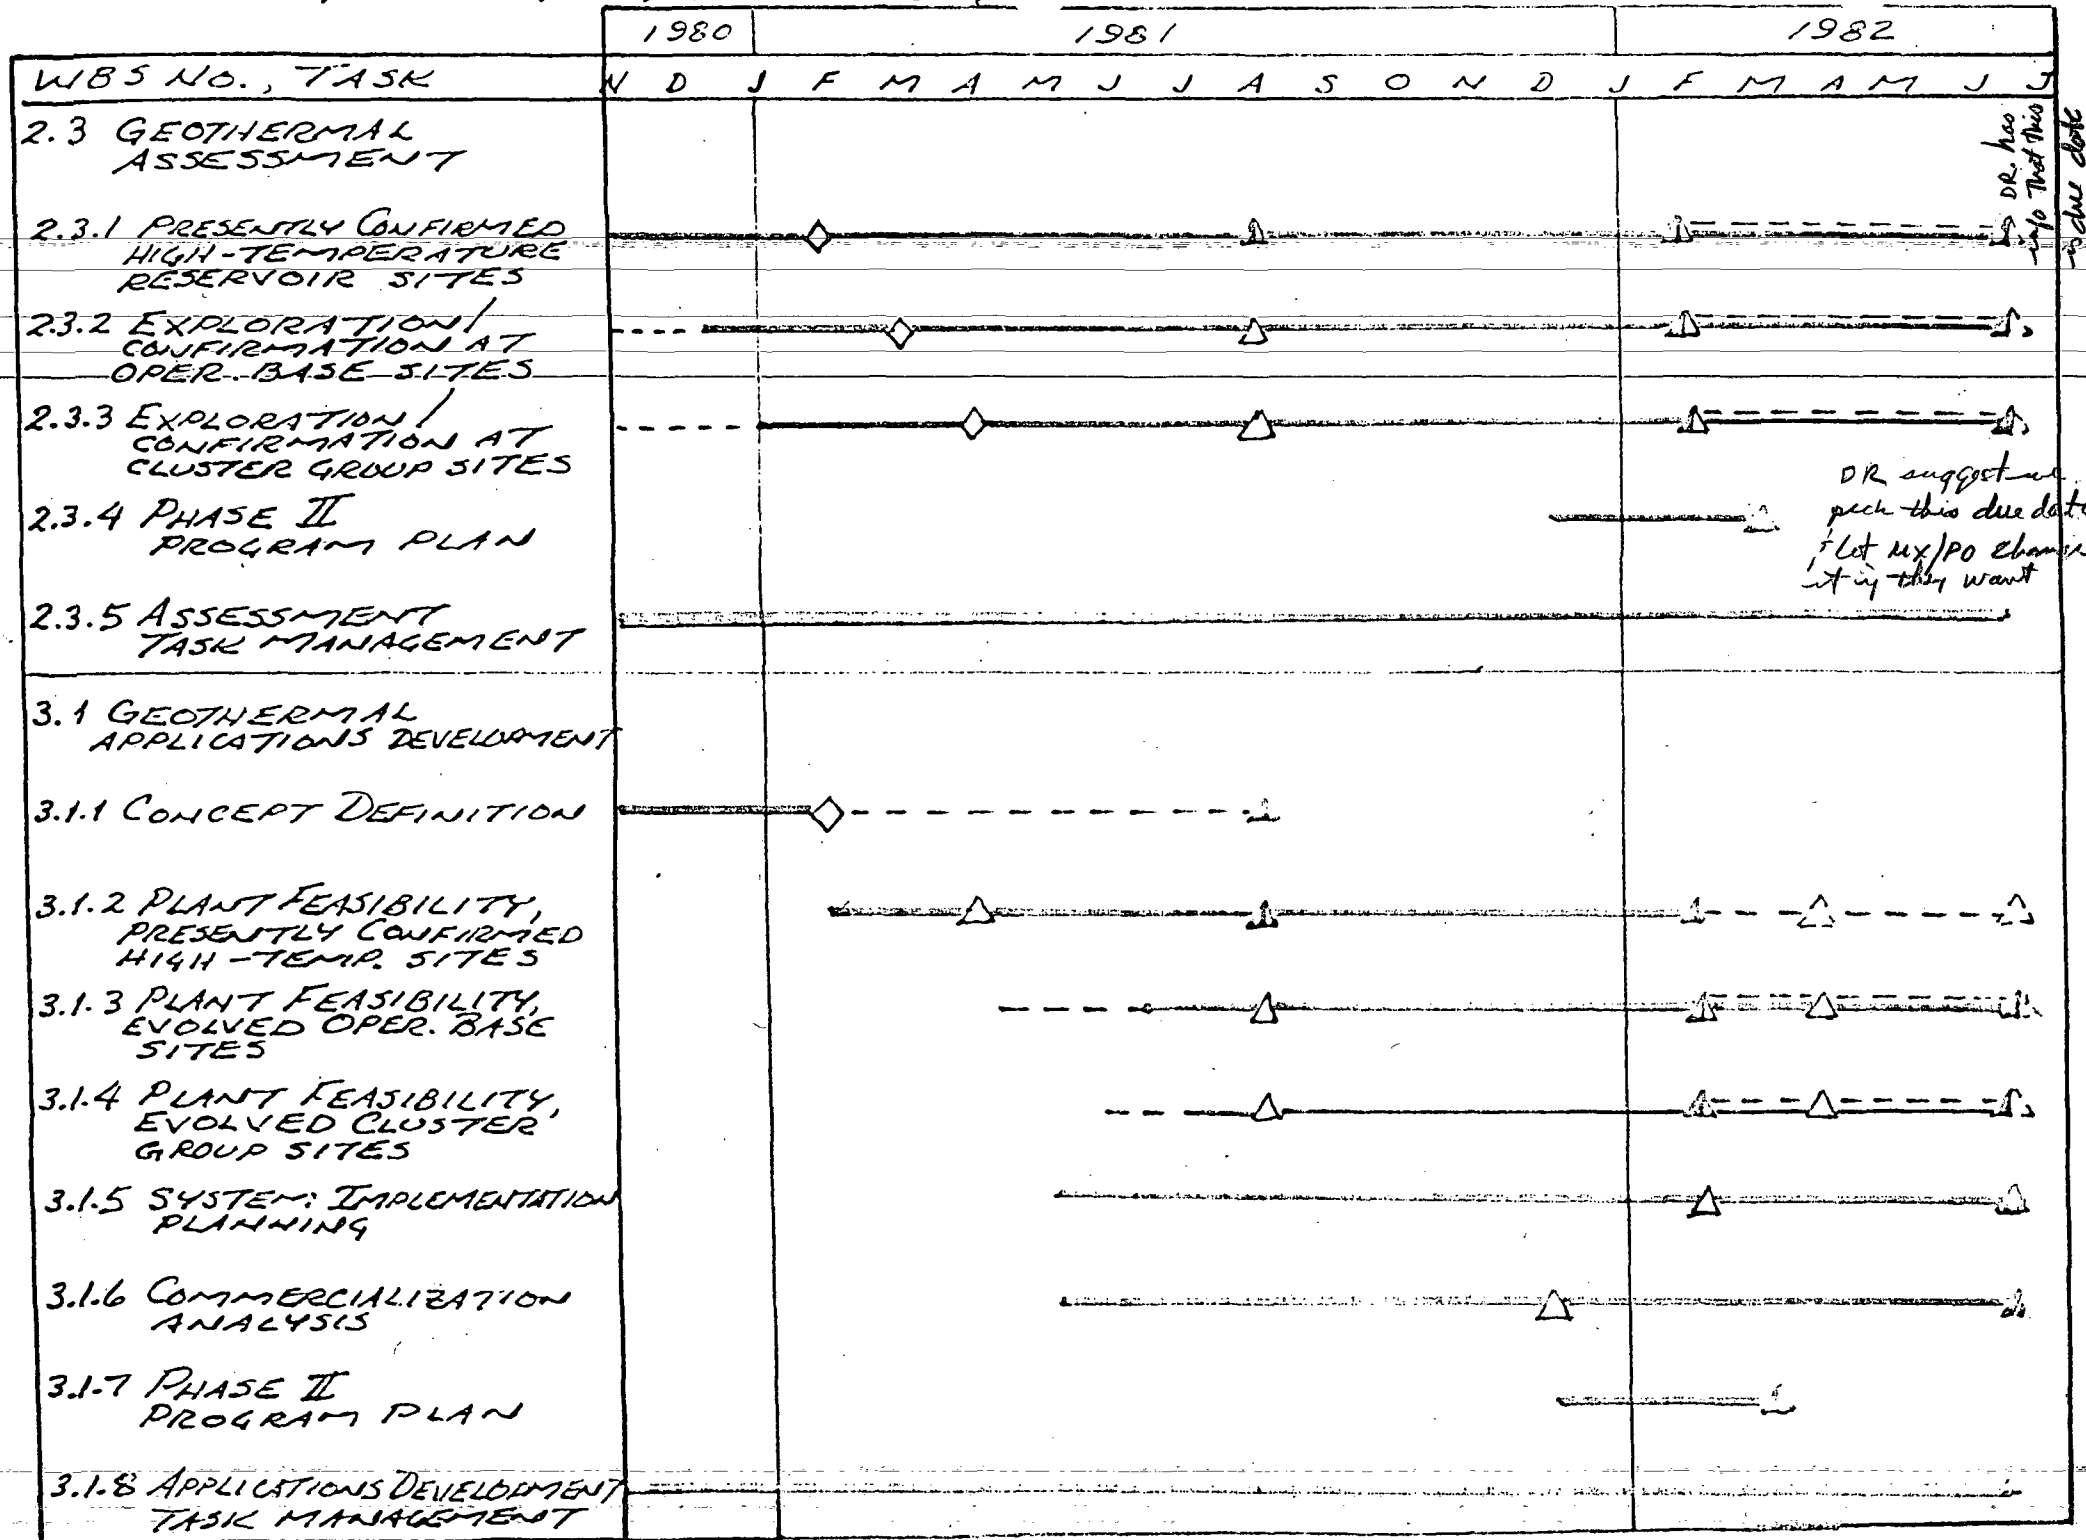 1980 1981 1982
WBS NO., TASK N D J F M A M J J A S O N D J F M A M J J
2.3 GEOTHERMAL
ASSESSMENT
DR. has
info that this
is due date
2.3.1 PRESENTLY CONFIRMED
HIGH-TEMPERATURE
RESERVOIR SITES
2.3.2 EXPLORATION/
CONFIRMATION AT
OPER. BASE SITES
2.3.3 EXPLORATION/
CONFIRMATION AT
CLUSTER GROUP SITES
2.3.4 PHASE II
PROGRAM PLAN
DR suggest we
pick this due date
& let MX/PO change
it if they want
2.3.5 ASSESSMENT
TASK MANAGEMENT
3.1 GEOTHERMAL
APPLICATIONS DEVELOPMENT
3.1.1 CONCEPT DEFINITION
3.1.2 PLANT FEASIBILITY,
PRESENTLY CONFIRMED
HIGH-TEMP. SITES
3.1.3 PLANT FEASIBILITY,
EVOLVED OPER. BASE
SITES
3.1.4 PLANT FEASIBILITY,
EVOLVED CLUSTER
GROUP SITES
3.1.5 SYSTEM: IMPLEMENTATION
PLANNING
3.1.6 COMMERCIALIZATION
ANALYSIS
3.1.7 PHASE II
PROGRAM PLAN
3.1.8 APPLICATIONS DEVELOPMENT
TASK MANAGEMENT